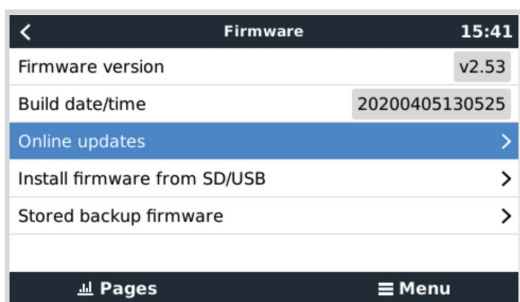 Firmware 15:41
Firmware version v2.53
Build date/time 20200405130525
Online updates
Install firmware from SD/USB
Stored backup firmware
Pages Menu